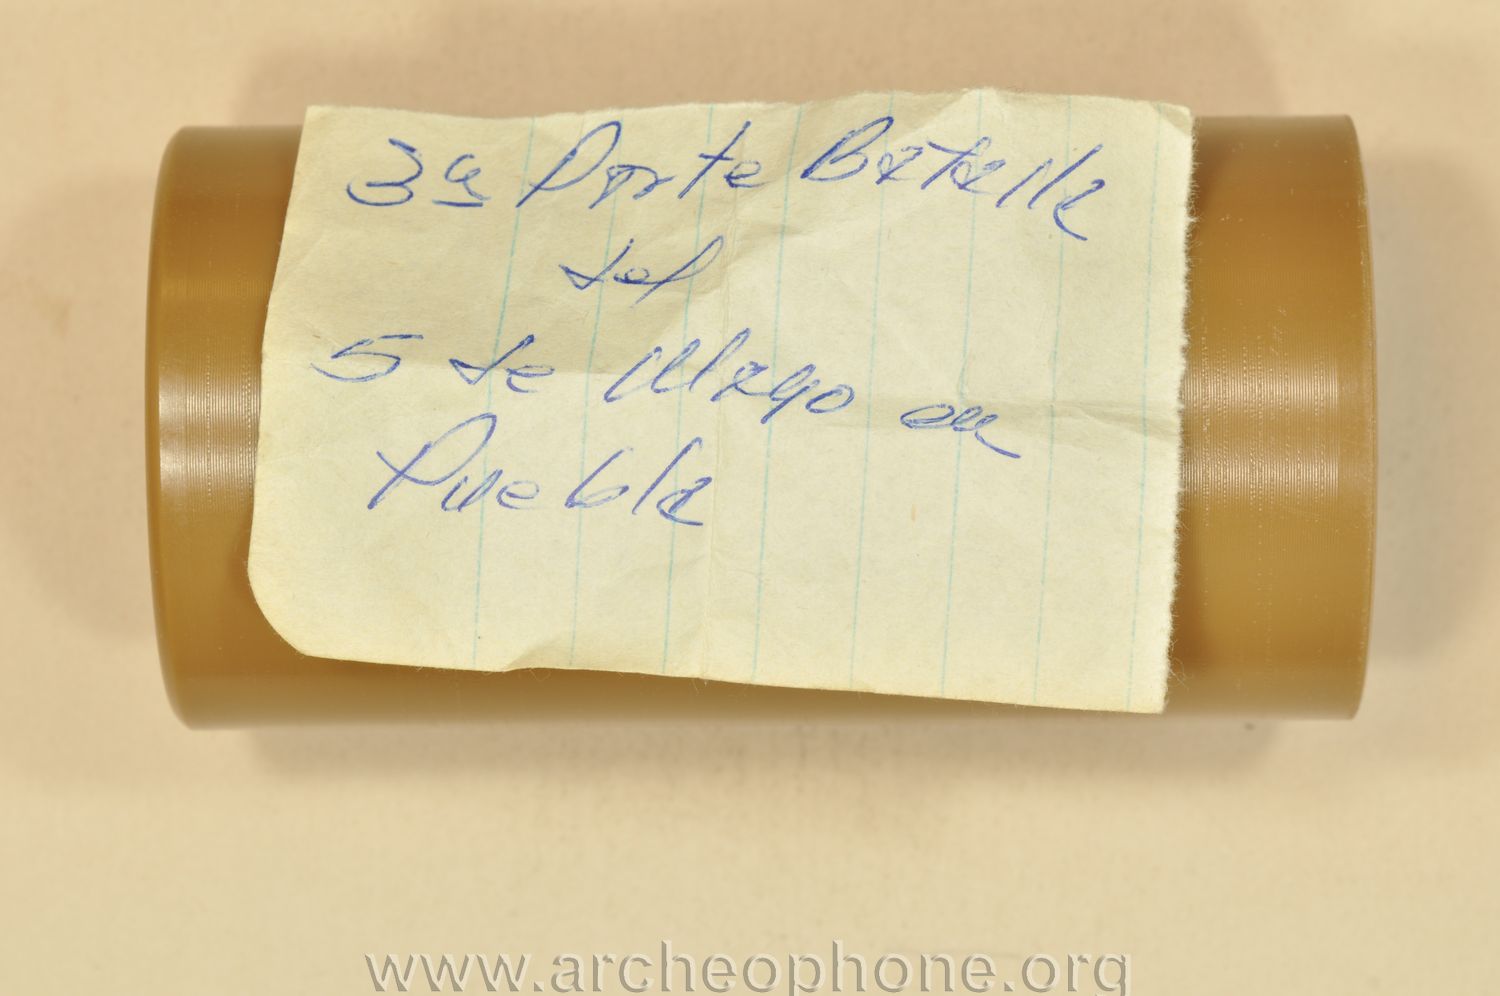 3ª Parte Batalla
del
5 de Mayo en
Puebla
www.archeophone.org